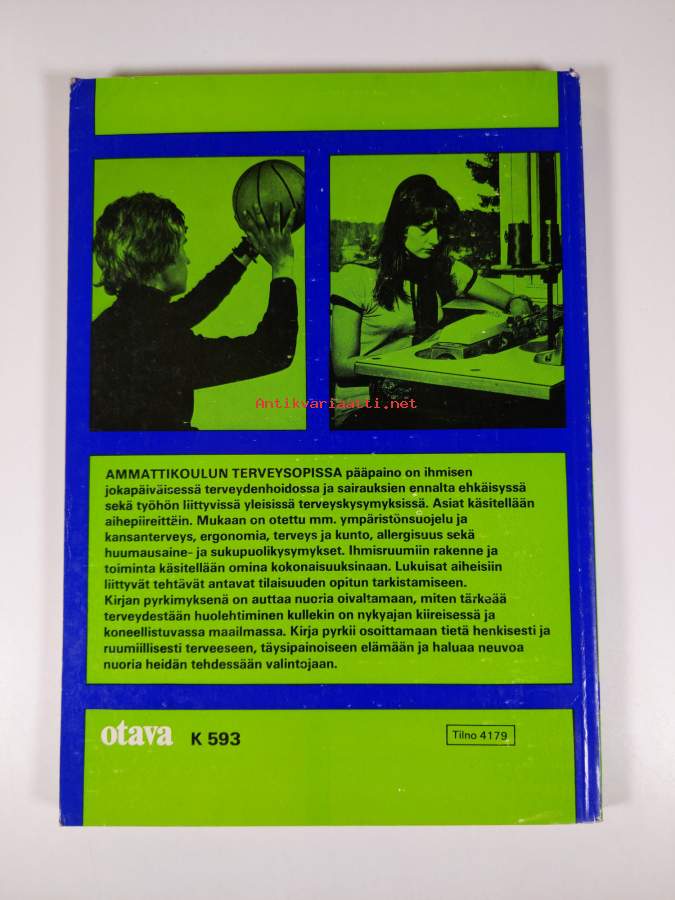 Antikvariaatti.net
AMMATTIKOULUN TERVEYSOPISSA pääpaino on ihmisen
jokapäiväisessä terveydenhoidossa ja sairauksien ennalta ehkäisyssä
sekä työhön liittyvissä yleisissä terveyskysymyksissä. Asiat käsitellään
aihepiireittäin. Mukaan on otettu mm. ympäristönsuojelu ja
kansanterveys, ergonomia, terveys ja kunto, allergisuus sekä
huumausaine- ja sukupuolikysymykset. Ihmisruumiin rakenne ja
toiminta käsitellään omina kokonaisuuksinaan. Lukuisat aiheisiin
liittyvät tehtävät antavat tilaisuuden opitun tarkistamiseen.
Kirjan pyrkimyksenä on auttaa nuoria oivaltamaan, miten tärkeää
terveydestään huolehtiminen kullekin on nykyajan kiireisessä ja
koneellistuvassa maailmassa. Kirja pyrkii osoittamaan tietä henkisesti ja
ruumiillisesti terveeseen, täysipainoiseen elämään ja haluaa neuvoa
nuoria heidän tehdessään valintojaan.
otava K 593
Tilno 4179